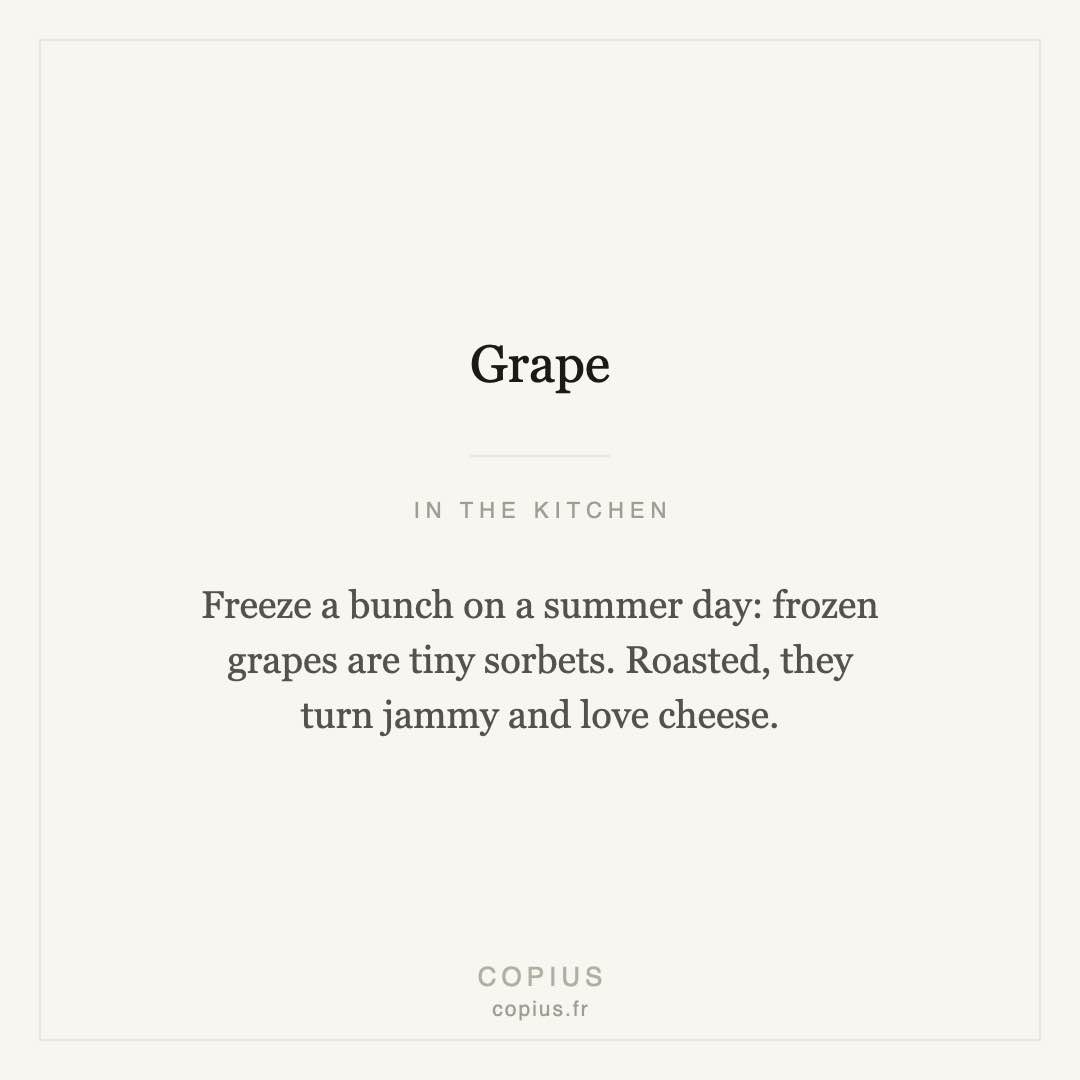 Grape
IN THE KITCHEN
Freeze a bunch on a summer day: frozen
grapes are tiny sorbets. Roasted, they
turn jammy and love cheese.
COPIUS
copius.fr